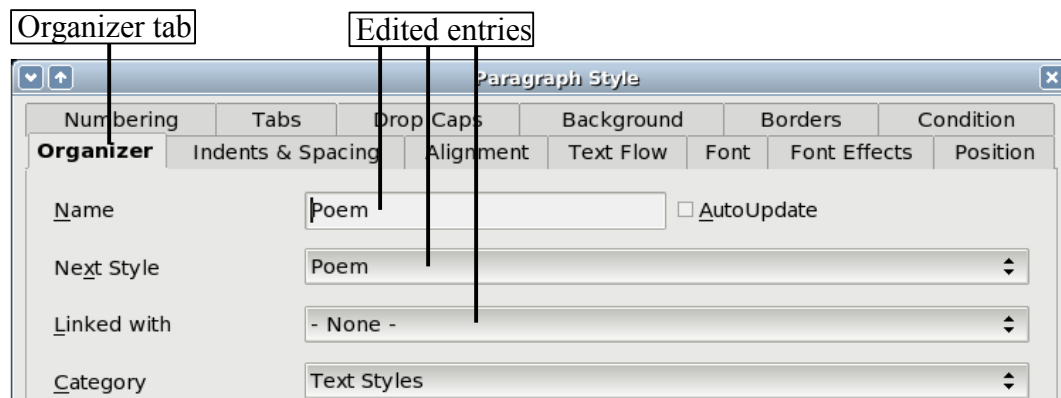 Organizer tab Edited entries
Paragraph Style
Numbering Tabs Drop Caps Background Borders Condition
Organizer Indents & Spacing Alignment Text Flow Font Font Effects Position
Name Poem AutoUpdate
Next Style Poem
Linked with - None -
Category Text Styles